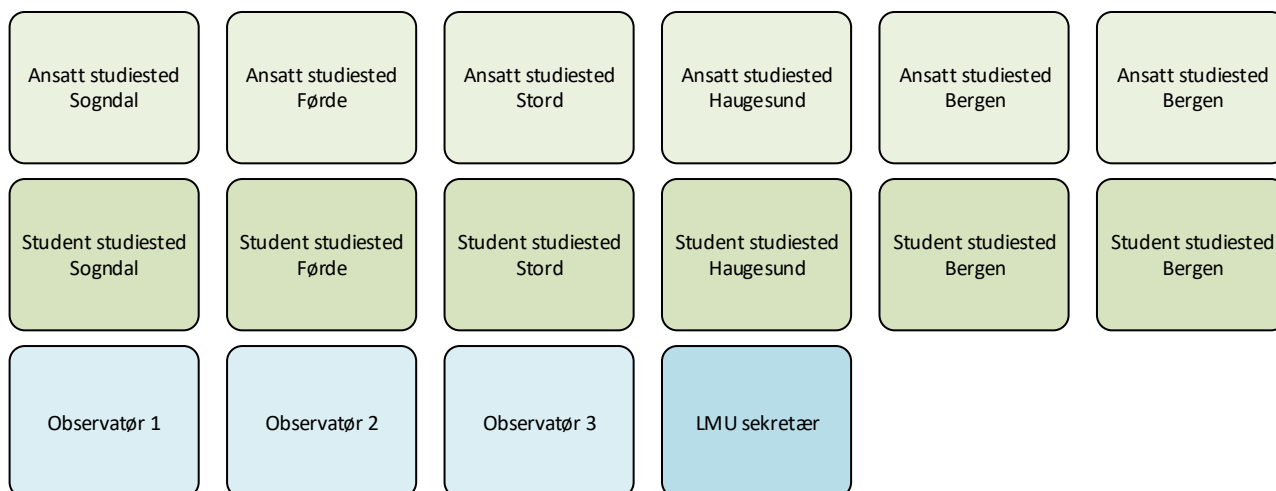 Ansatt studiested
Sogndal
Ansatt studiested
Førde
Ansatt studiested
Stord
Ansatt studiested
Haugesund
Ansatt studiested
Bergen
Ansatt studiested
Bergen
Student studiested
Sogndal
Student studiested
Førde
Student studiested
Stord
Student studiested
Haugesund
Student studiested
Bergen
Student studiested
Bergen
Observatør 1
Observatør 2
Observatør 3
LMU sekretær